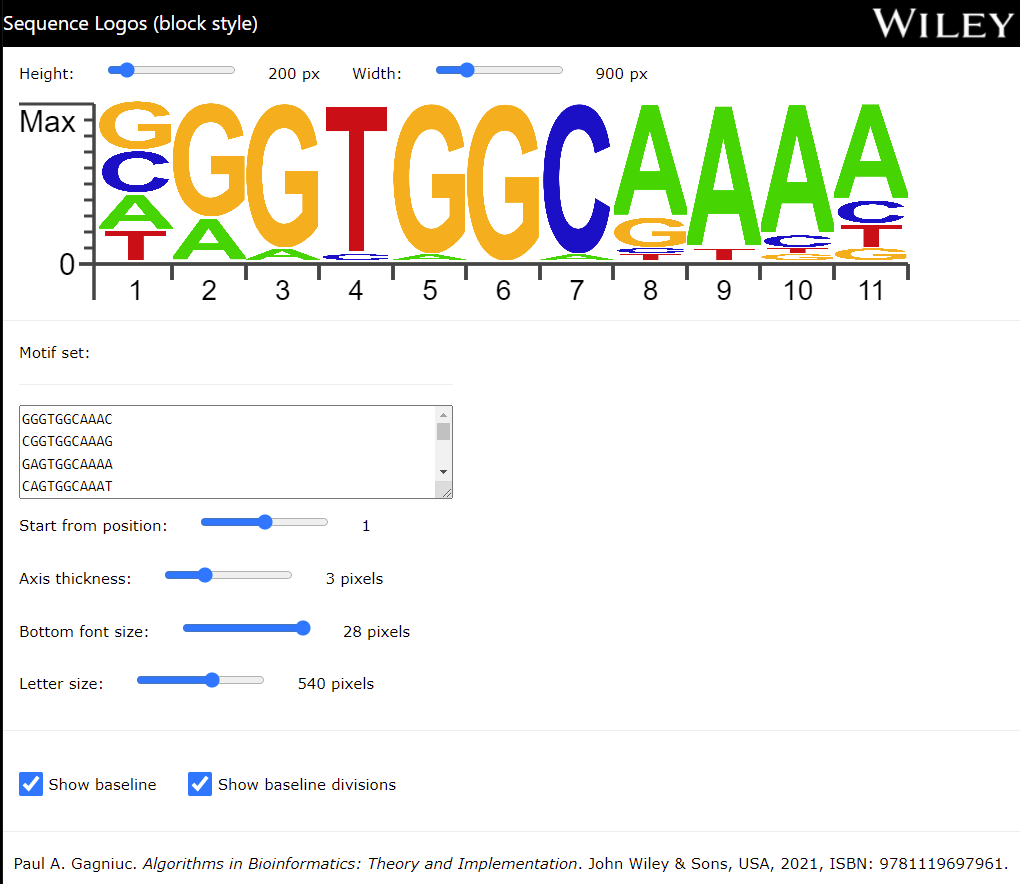 Sequence Logos (block style)
WILEY
Height: 200 px Width: 900 px
Max
0
G C A T
G A
G A
T C
G A
G
C A
A G C T
A T
A C T G
A C T G
1 2 3 4 5 6 7 8 9 10 11
Motif set:
GGGTGGCAAAC
CGGTGGCAAAG
GAGTGGCAAAA
CAGTGGCAAAT
Start from position: 1
Axis thickness: 3 pixels
Bottom font size: 28 pixels
Letter size: 540 pixels
Show baseline Show baseline divisions
Paul A. Gagniuc. Algorithms in Bioinformatics: Theory and Implementation. John Wiley & Sons, USA, 2021, ISBN: 9781119697961.